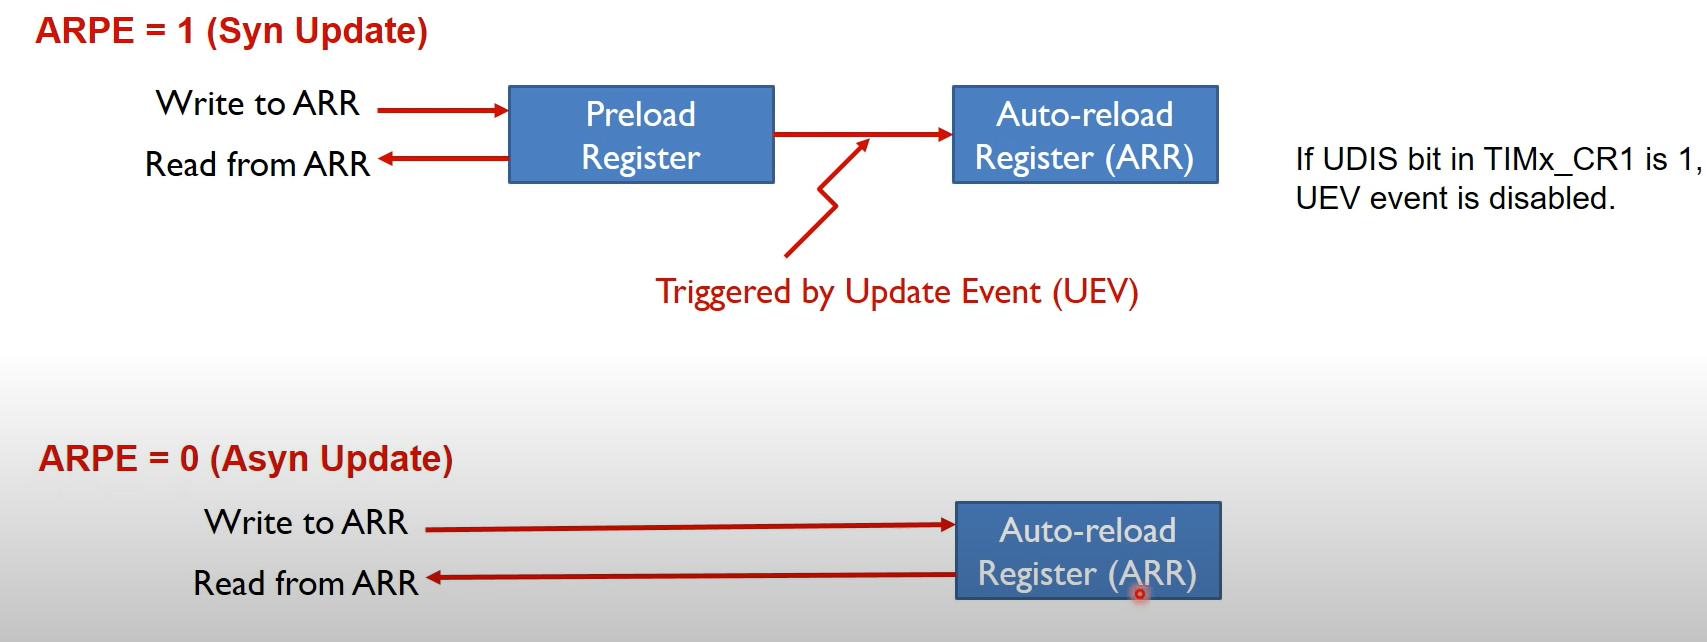 ARPE = 1 (Syn Update)
Write to ARR
Read from ARR
Preload
Register
Auto-reload
Register (ARR)
If UDIS bit in TIMx_CR1 is 1,
UEV event is disabled.
Triggered by Update Event (UEV)
ARPE = 0 (Asyn Update)
Write to ARR
Read from ARR
Auto-reload
Register (ARR)